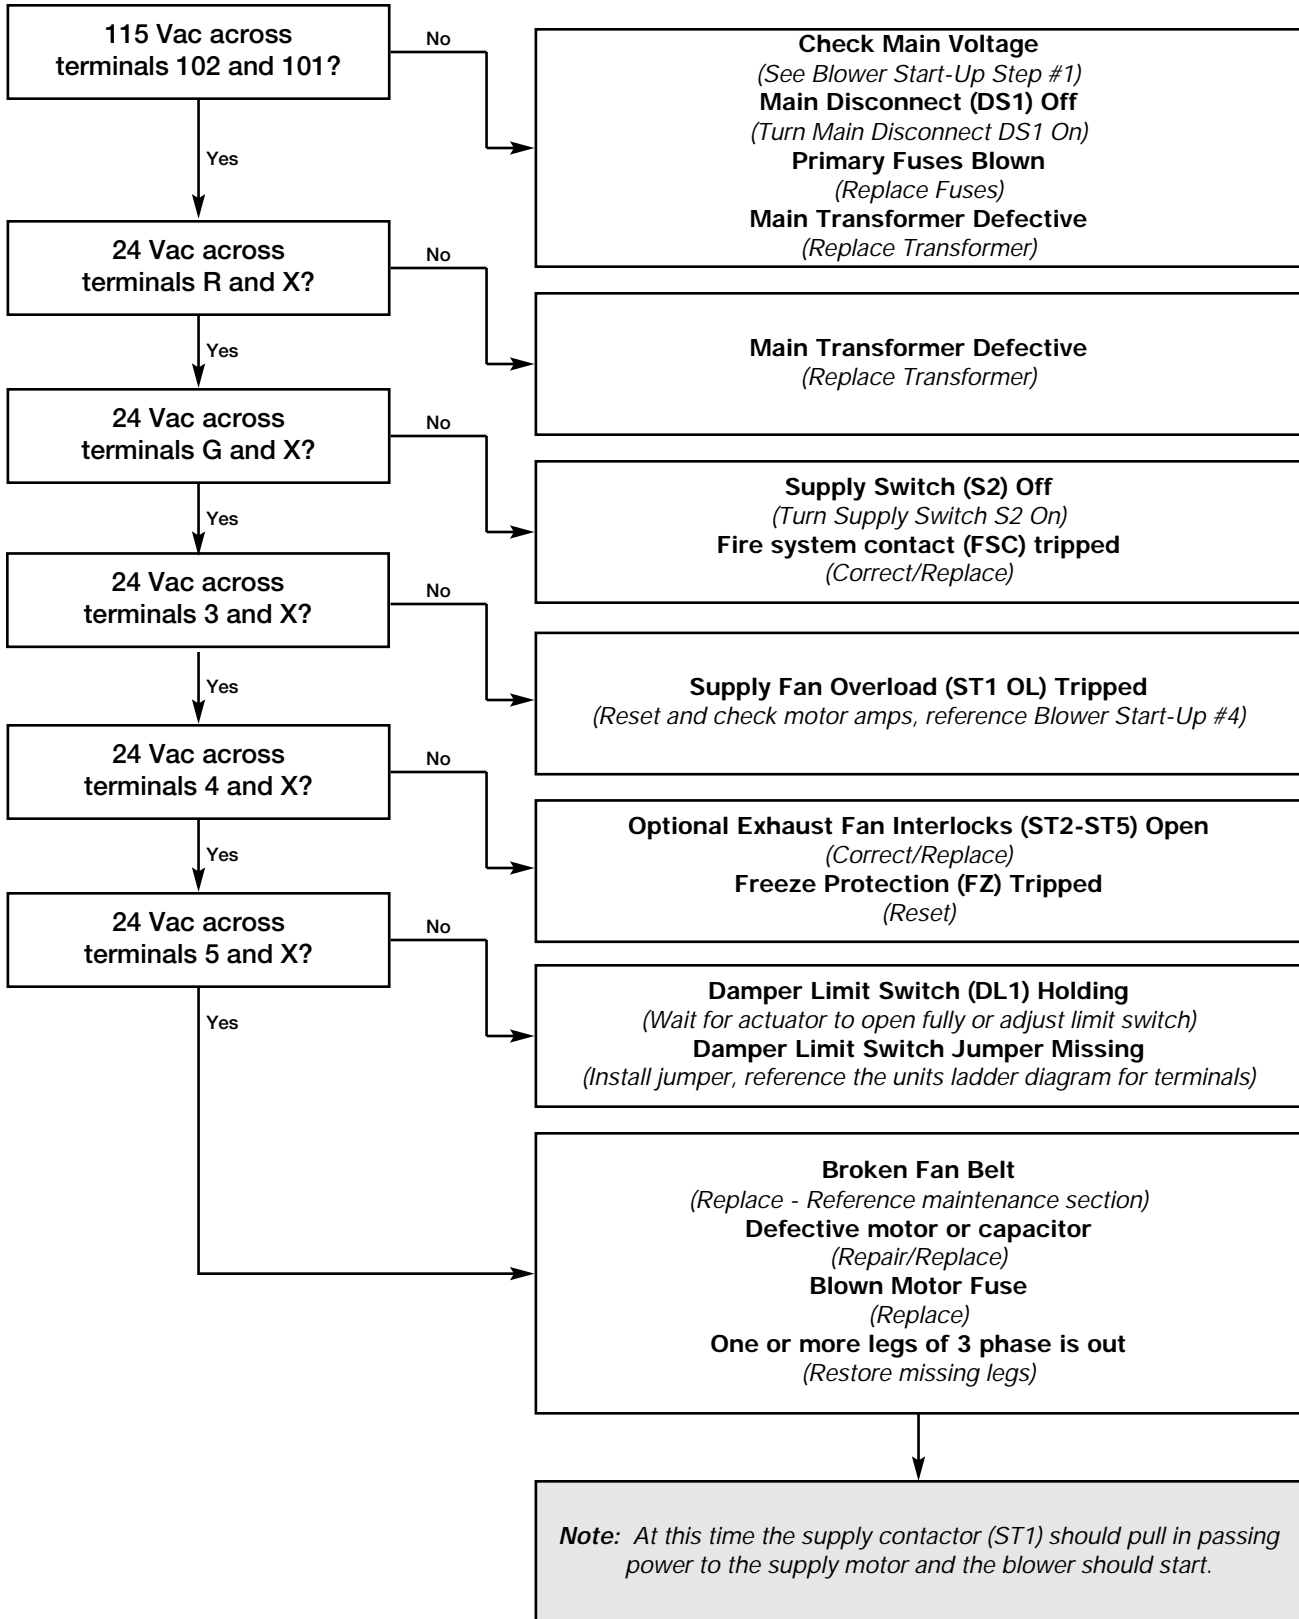 115 Vac across
terminals 102 and 101?
No
Yes
Check Main Voltage
(See Blower Start-Up Step #1)
Main Disconnect (DS1) Off
(Turn Main Disconnect DS1 On)
Primary Fuses Blown
(Replace Fuses)
Main Transformer Defective
(Replace Transformer)
24 Vac across
terminals R and X?
No
Yes
Main Transformer Defective
(Replace Transformer)
24 Vac across
terminals G and X?
No
Yes
Supply Switch (S2) Off
(Turn Supply Switch S2 On)
Fire system contact (FSC) tripped
(Correct/Replace)
24 Vac across
terminals 3 and X?
No
Yes
Supply Fan Overload (ST1 OL) Tripped
(Reset and check motor amps, reference Blower Start-Up #4)
24 Vac across
terminals 4 and X?
No
Yes
Optional Exhaust Fan Interlocks (ST2-ST5) Open
(Correct/Replace)
Freeze Protection (FZ) Tripped
(Reset)
24 Vac across
terminals 5 and X?
No
Yes
Damper Limit Switch (DL1) Holding
(Wait for actuator to open fully or adjust limit switch)
Damper Limit Switch Jumper Missing
(Install jumper, reference the units ladder diagram for terminals)
Broken Fan Belt
(Replace - Reference maintenance section)
Defective motor or capacitor
(Repair/Replace)
Blown Motor Fuse
(Replace)
One or more legs of 3 phase is out
(Restore missing legs)
Note: At this time the supply contactor (ST1) should pull in passing
power to the supply motor and the blower should start.